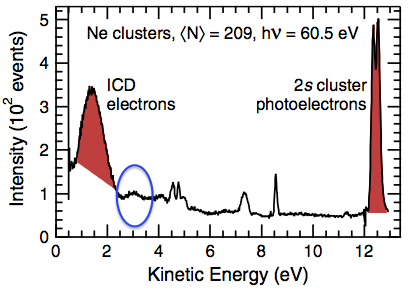 Ne clusters, ⟨N⟩ = 209, hν = 60.5 eV
ICD
electrons
2s cluster
photoelectrons
Intensity (10² events)
5
4
3
2
1
0
0 2 4 6 8 10 12
Kinetic Energy (eV)